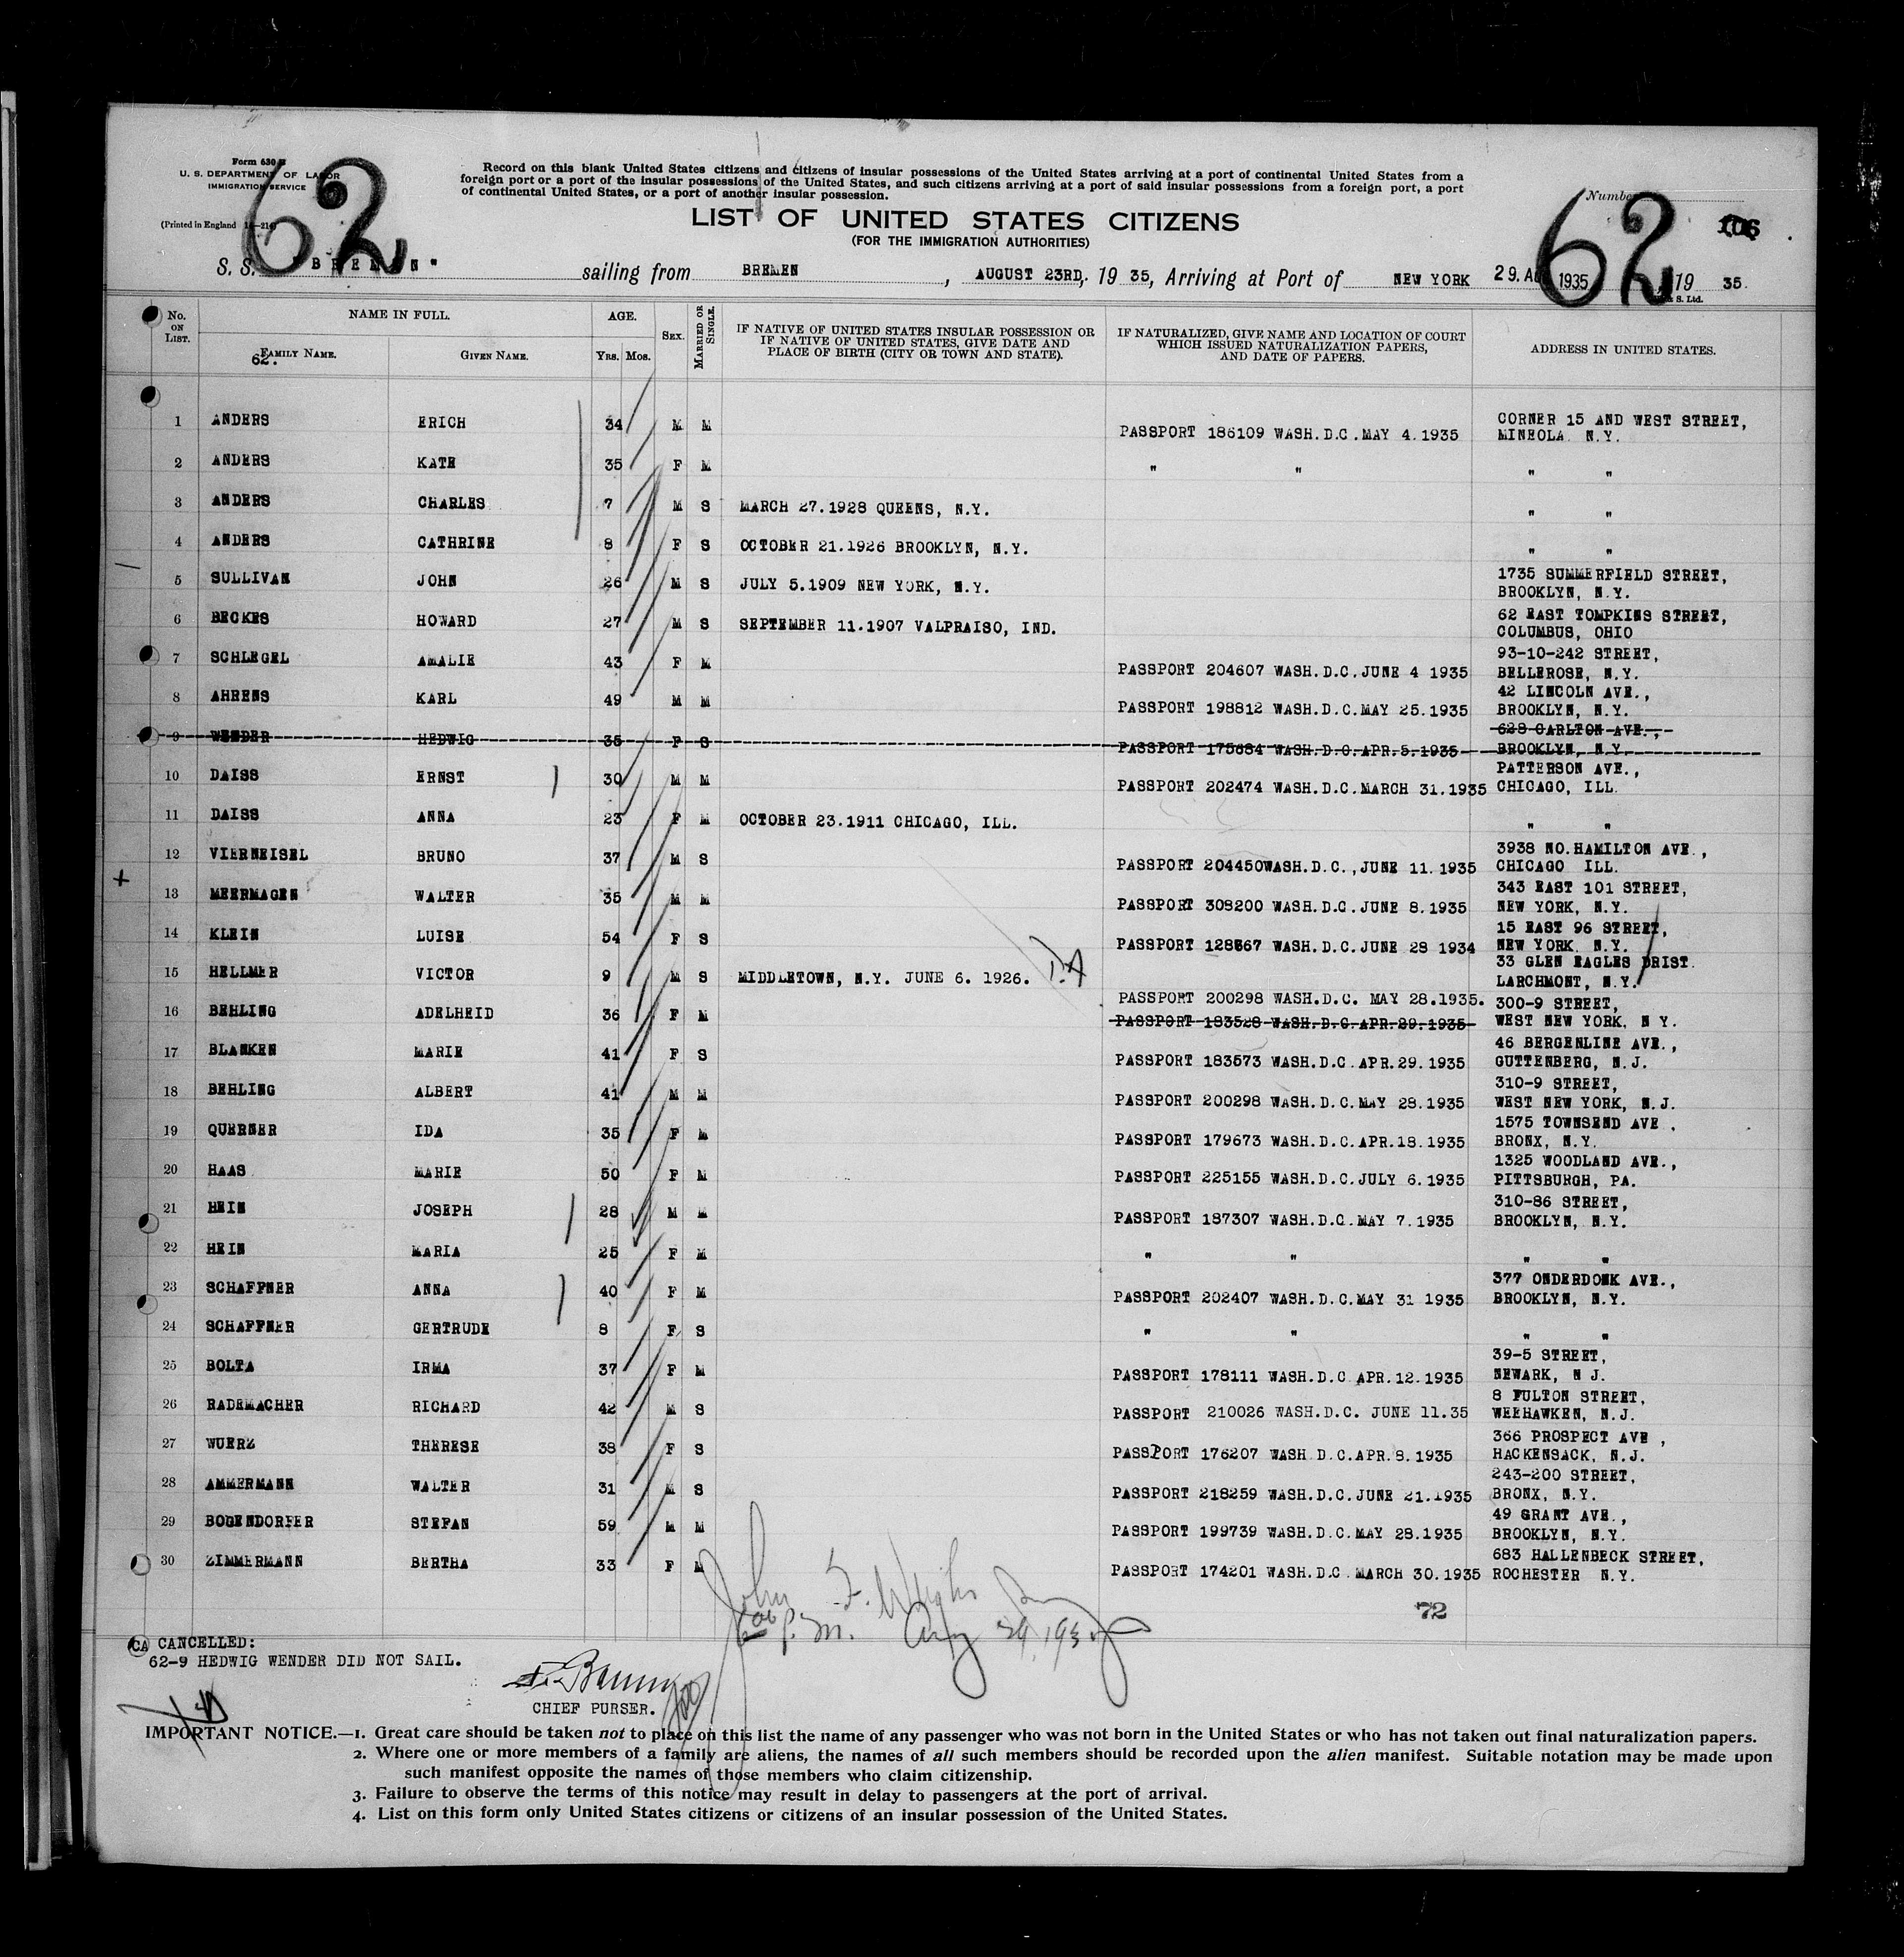 Form 630
U. S. DEPARTMENT OF LABOR
IMMIGRATION SERVICE
(Printed in England
62
Record on this blank United States citizens and citizens of insular possessions of the United States arriving at a port of continental United States from a
foreign port or a port of the insular possessions of the United States, and such citizens arriving at a port of said insular possessions from a foreign port, a port
of continental United States, or a port of another insular possession.
LIST OF UNITED STATES CITIZENS
(FOR THE IMMIGRATION AUTHORITIES)
Number
62
S. S. "BREMEN" sailing from BREMEN, AUGUST 23RD, 1935, Arriving at Port of NEW YORK 29. AU 1935 19 35.
& S. Ltd.
No. ON LIST. NAME IN FULL. AGE. SEX. MARRIED OR SINGLE. IF NATIVE OF UNITED STATES INSULAR POSSESSION OR IF NATIVE OF UNITED STATES, GIVE DATE AND PLACE OF BIRTH (CITY OR TOWN AND STATE). IF NATURALIZED, GIVE NAME AND LOCATION OF COURT WHICH ISSUED NATURALIZATION PAPERS, AND DATE OF PAPERS. ADDRESS IN UNITED STATES.
FAMILY NAME. GIVEN NAME. Yrs. Mos.
62.
1 ANDERS ERICH 34 M M PASSPORT 186109 WASH.D.C.MAY 4.1935 CORNER 15 AND WEST STREET,
MINEOLA N.Y.
2 ANDERS KATE 35 F M " " " "
3 ANDERS CHARLES 7 M S MARCH 27.1928 QUEENS, N.Y. " "
4 ANDERS CATHRINE 8 F S OCTOBER 21.1926 BROOKLYN, N.Y. " "
5 SULLIVAN JOHN 26 M S JULY 5.1909 NEW YORK, N.Y. 1735 SUMMERFIELD STREET,
BROOKLYN, N.Y.
6 BECKES HOWARD 27 M S SEPTEMBER 11.1907 VALPRAISO, IND. 62 EAST TOMPKINS STREET,
COLUMBUS, OHIO
7 SCHLEGEL AMALIE 43 F M PASSPORT 204607 WASH.D.C.JUNE 4 1935 93-10-242 STREET,
BELLEROSE, N.Y.
8 AHRENS KARL 49 M M PASSPORT 198812 WASH.D.C.MAY 25.1935 42 LINCOLN AVE.,
BROOKLYN, N.Y.
9 WENDER HEDWIG 35 F S PASSPORT 175684 WASH.D.C.APR.5.1935 628 CARLTON AVE.,
BROOKLYN, N.Y.
10 DAISS ERNST 30 M M PASSPORT 202474 WASH.D.C.MARCH 31.1935 PATTERSON AVE.,
CHICAGO, ILL.
11 DAISS ANNA 23 F M OCTOBER 23.1911 CHICAGO, ILL. " "
12 VIERNEISEL BRUNO 37 M S PASSPORT 204450WASH.D.C.,JUNE 11.1935 3938 NO.HAMILTON AVE.,
CHICAGO ILL.
+
13 MEERMAGEN WALTER 35 M M PASSPORT 308200 WASH.D.C.JUNE 8.1935 343 EAST 101 STREET,
NEW YORK, N.Y.
14 KLEIN LUISE 54 F S PASSPORT 128667 WASH.D.C.JUNE 28 1934 15 EAST 96 STREET,
NEW YORK N.Y.
15 HELLMER VICTOR 9 M S MIDDLETOWN, N.Y. JUNE 6. 1926. 33 GLEN EAGLES DRIST.
LARCHMONT, N.Y.
PASSPORT 200298 WASH.D.C. MAY 28.1935.
16 BEHLING ADELHEID 36 F M PASSPORT 183528 WASH.D.C.APR.29.1935 300-9 STREET,
WEST NEW YORK, N Y.
17 BLANKEN MARIE 41 F S PASSPORT 183573 WASH.D.C.APR.29.1935 46 BERGENLINE AVE.,
GUTTENBERG, N.J.
18 BEHLING ALBERT 41 M M PASSPORT 200298 WASH.D.C.MAY 28.1935 310-9 STREET,
WEST NEW YORK, N.J.
19 QUERNER IDA 35 F M PASSPORT 179673 WASH.D.C.APR.18.1935 1575 TOWNSEND AVE.,
BRONX, N.Y.
20 HAAS MARIE 50 F M PASSPORT 225155 WASH.D.C.JULY 6.1935 1325 WOODLAND AVE.,
PITTSBURGH, PA.
21 HEIN JOSEPH 28 M M PASSPORT 187307 WASH.D.C.MAY 7.1935 310-86 STREET,
BROOKLYN, N.Y.
22 HEIN MARIA 25 F M " " " "
23 SCHAFFNER ANNA 40 F M PASSPORT 202407 WASH.D.C.MAY 31 1935 377 ONDERDONK AVE.,
BROOKLYN, N.Y.
24 SCHAFFNER GERTRUDE 8 F S " " " "
25 BOLTA IRMA 37 F M PASSPORT 178111 WASH.D.C APR.12.1935 39-5 STREET,
NEWARK, N J.
26 RADEMACHER RICHARD 42 M S PASSPORT 210026 WASH.D.C. JUNE 11.35 8 FULTON STREET,
WEEHAWKEN, N.J.
27 WUERZ THERESE 38 F S PASSPORT 176207 WASH.D.C.APR.8.1935 366 PROSPECT AVE ,
HACKENSACK, N.J.
28 AMMERMANN WALTER 31 M S PASSPORT 218259 WASH.D.C.JUNE 21.1935 243-200 STREET,
BRONX, N.Y.
29 BOGENDORFER STEFAN 59 M M PASSPORT 199739 WASH.D.C.MAY 28.1935 49 GRANT AVE.,
BROOKLYN, N.Y.
30 ZIMMERMANN BERTHA 33 F M PASSPORT 174201 WASH.D.C.MARCH 30.1935 683 HALLENBECK STREET,
ROCHESTER N.Y.
John F.
p.m. Aug 29, 1935
72
CA CANCELLED:
62-9 HEDWIG WENDER DID NOT SAIL.
CHIEF PURSER.
IMPORTANT NOTICE.—1. Great care should be taken not to place on this list the name of any passenger who was not born in the United States or who has not taken out final naturalization papers.
2. Where one or more members of a family are aliens, the names of all such members should be recorded upon the alien manifest. Suitable notation may be made upon
such manifest opposite the names of those members who claim citizenship.
3. Failure to observe the terms of this notice may result in delay to passengers at the port of arrival.
4. List on this form only United States citizens or citizens of an insular possession of the United States.